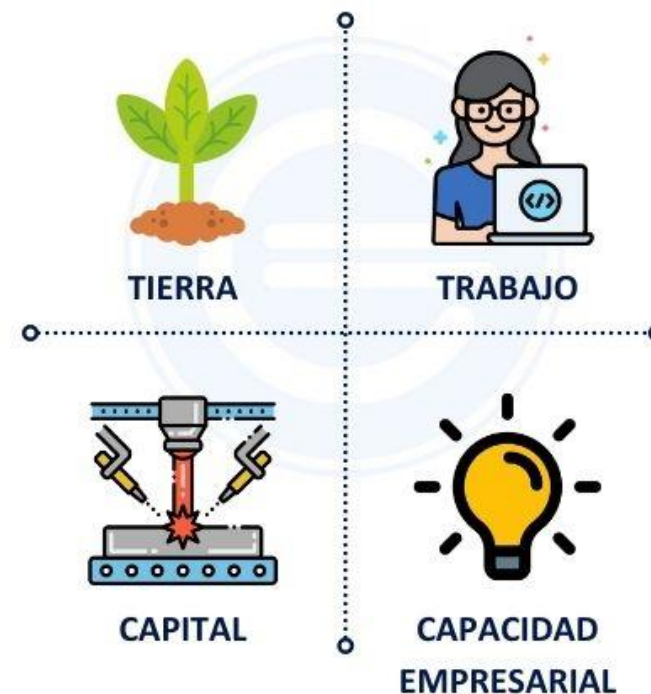 TIERRA
TRABAJO
</>
CAPITAL
CAPACIDAD
EMPRESARIAL